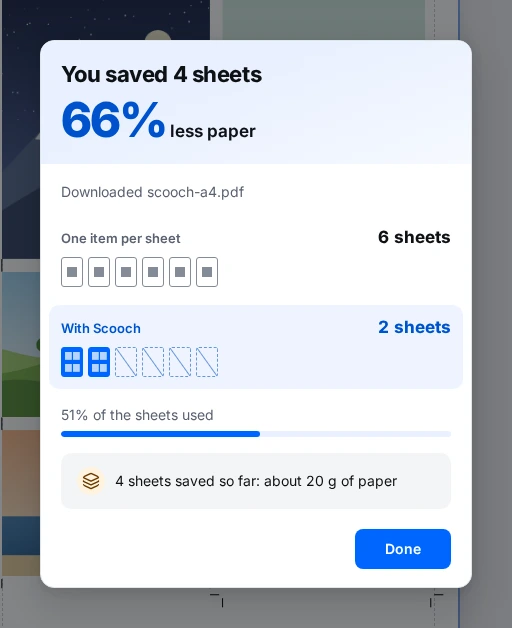 You saved 4 sheets
66% less paper
Downloaded scooch-a4.pdf
One item per sheet
6 sheets
With Scooch
2 sheets
51% of the sheets used
4 sheets saved so far: about 20 g of paper
Done